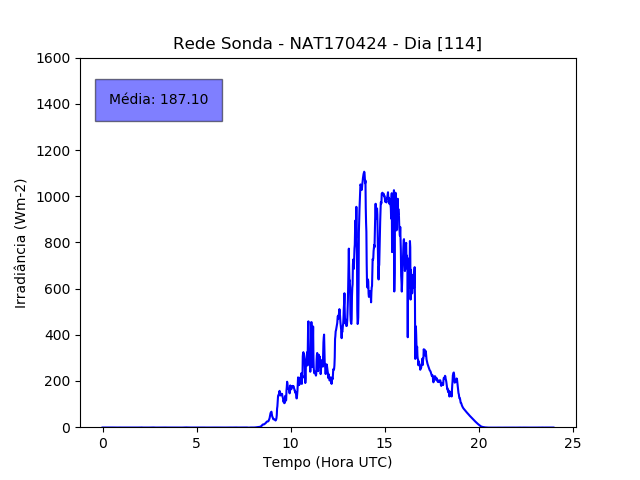 Rede Sonda - NAT170424 - Dia [114]
1600
1400
1200
1000
800
600
400
200
0
Irradiância (Wm-2)
Média: 187.10
0 5 10 15 20 25
Tempo (Hora UTC)